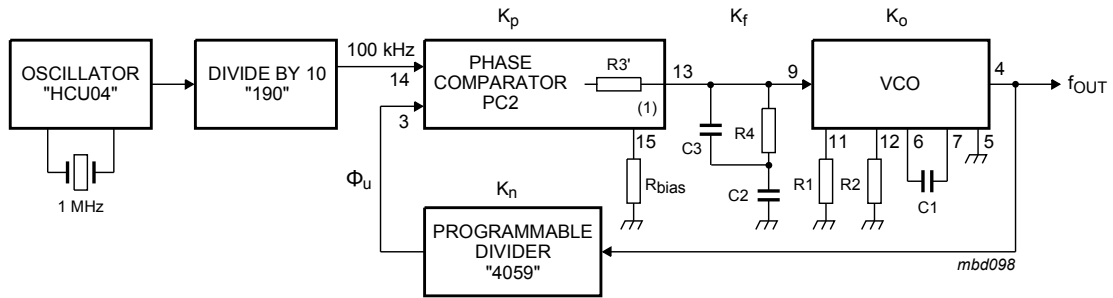 Kp
Kf
Ko
OSCILLATOR
"HCU04"
DIVIDE BY 10
"190"
100 kHz
14
3
PHASE
COMPARATOR
PC2
R3'
(1)
13
15
9
VCO
4
fOUT
11
12
6
7
5
C3
R4
C2
Rbias
R1
R2
C1
1 MHz
Φu
Kn
PROGRAMMABLE
DIVIDER
"4059"
mbd098